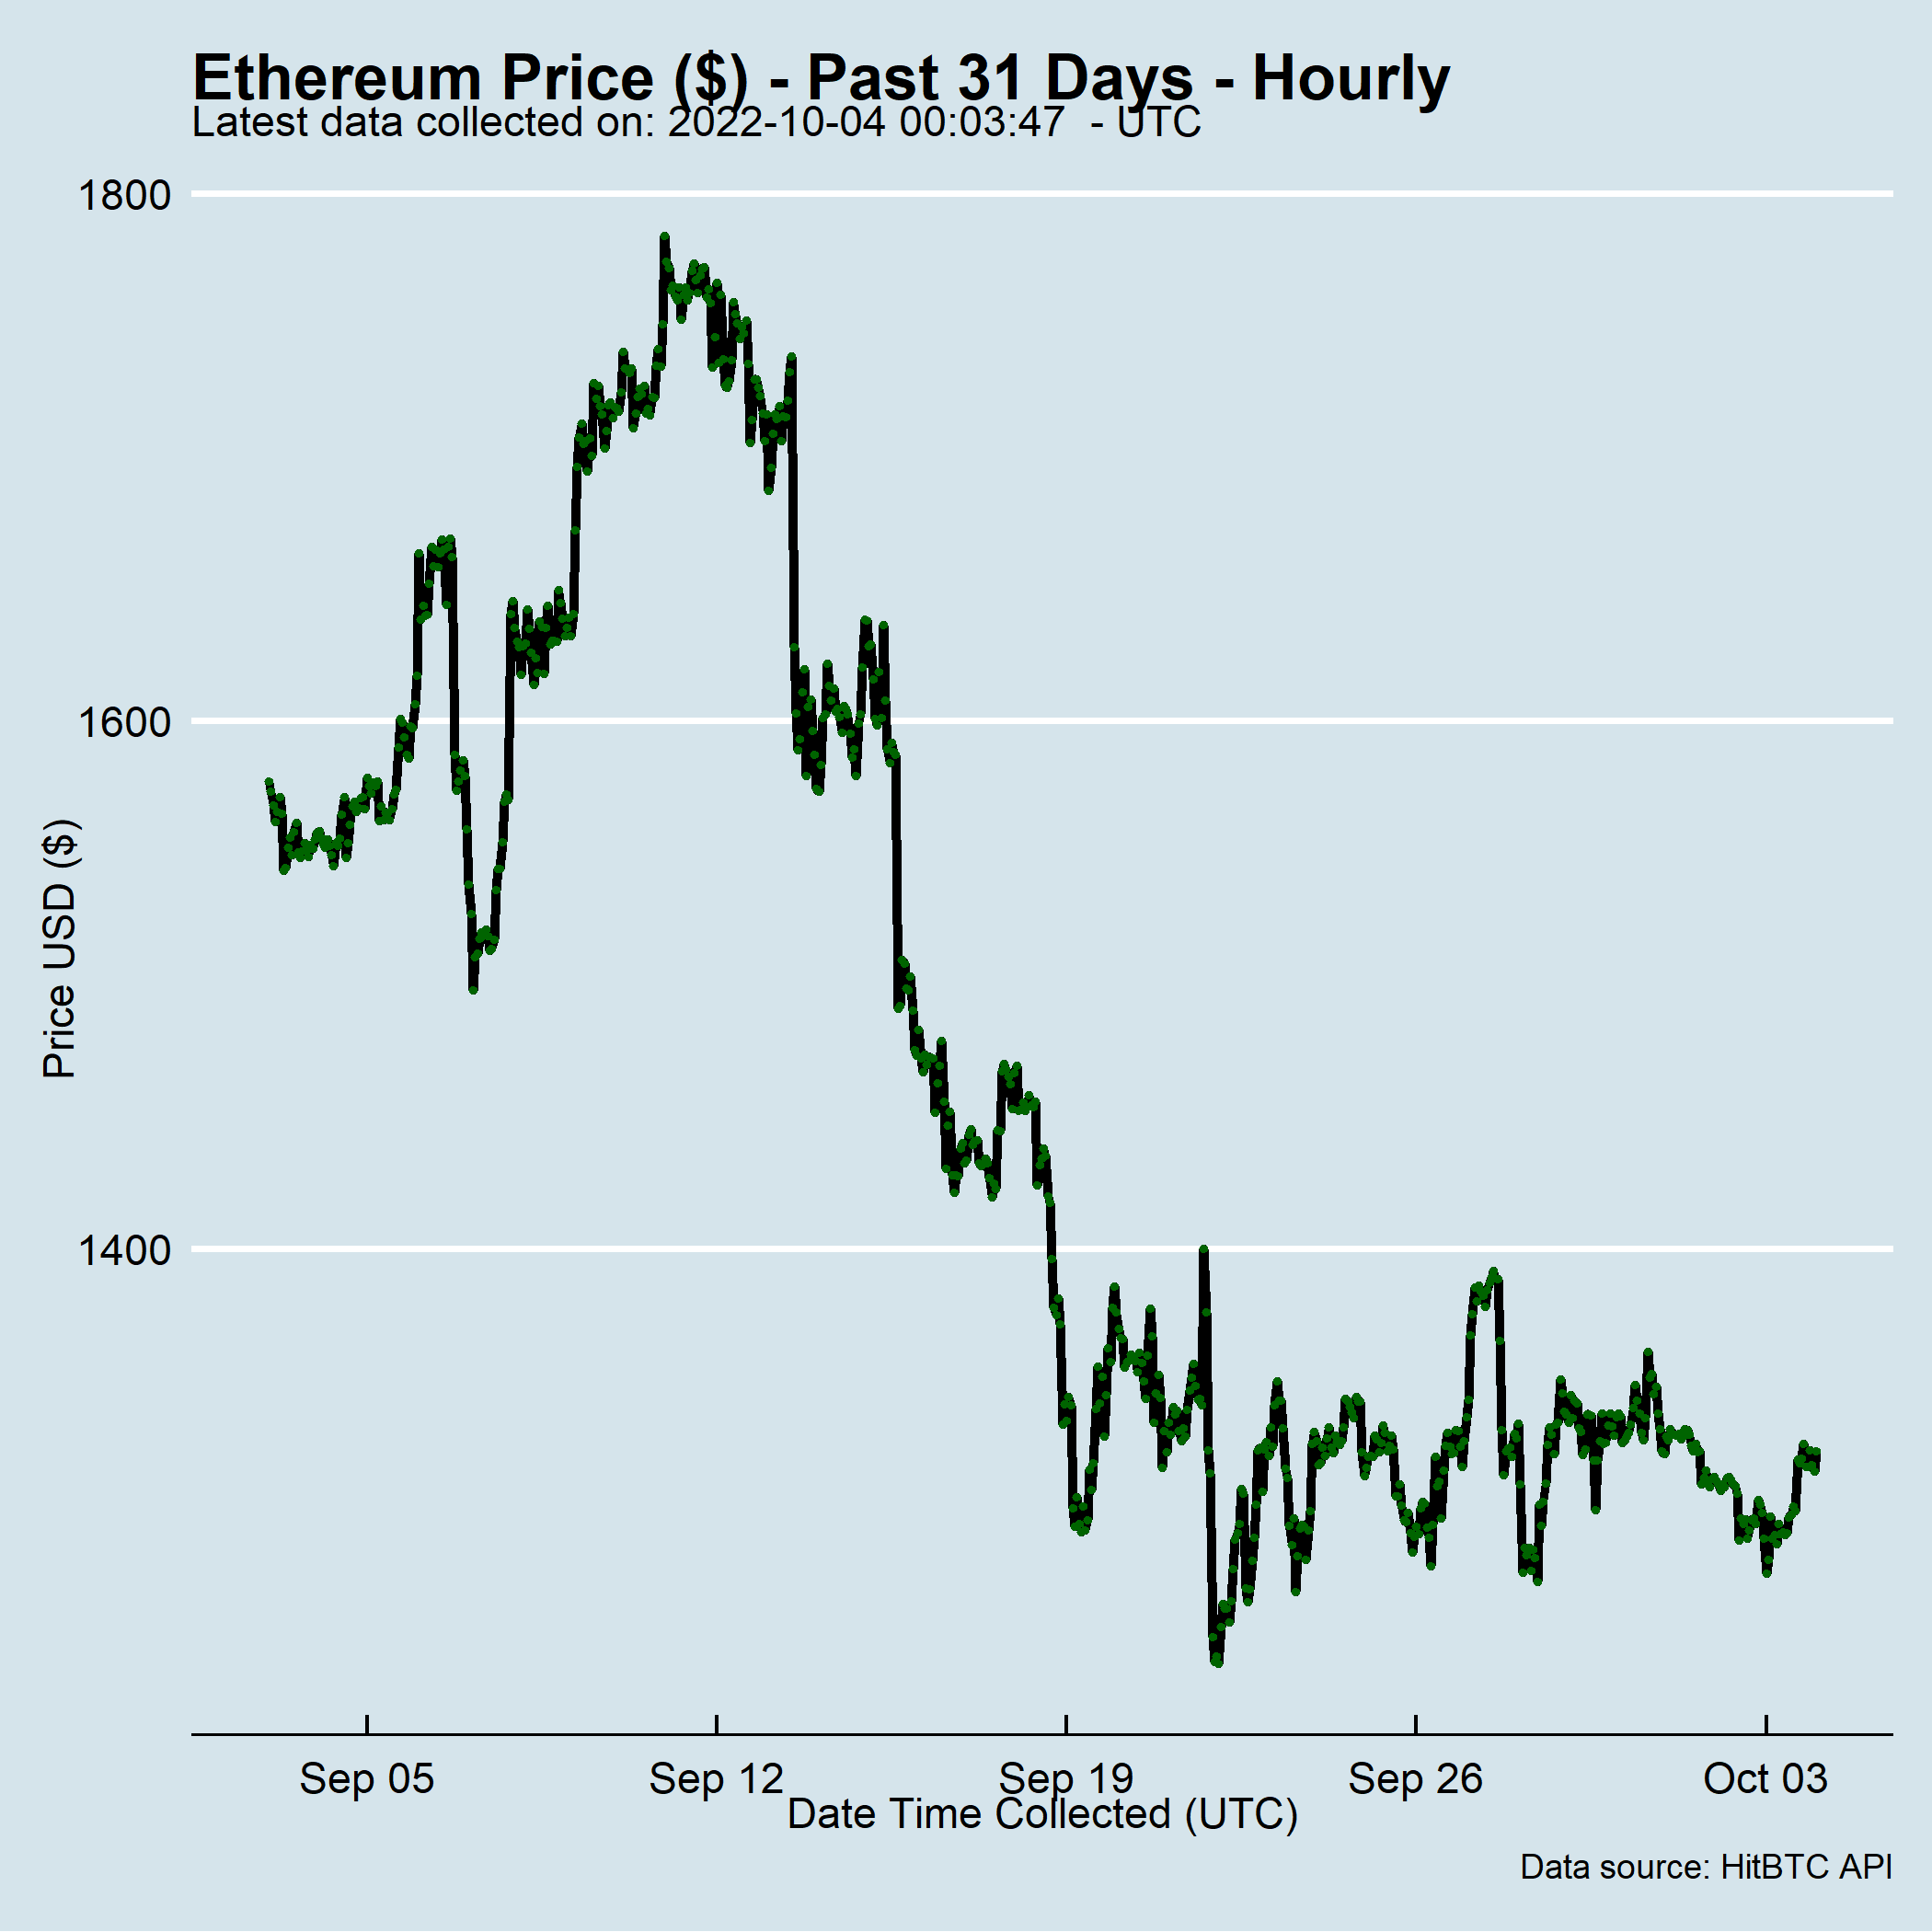 Ethereum Price ($) - Past 31 Days - Hourly
Latest data collected on: 2022-10-04 00:03:47  - UTC
1800
1600
1400
Price USD ($)
Sep 05 Sep 12 Sep 19 Sep 26 Oct 03
Date Time Collected (UTC)
Data source: HitBTC API